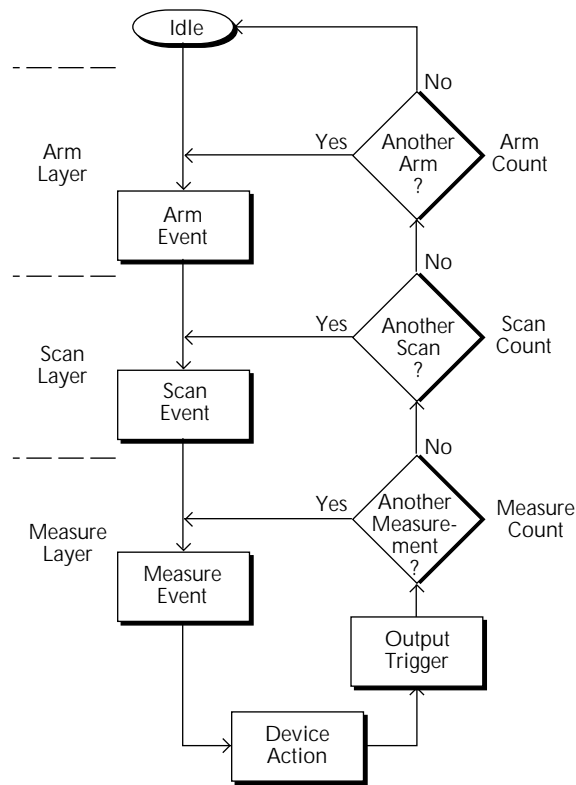 Idle
No
Arm
Layer
Yes
Another
Arm
?
Arm
Count
Arm
Event
No
Scan
Layer
Yes
Another
Scan
?
Scan
Count
Scan
Event
No
Measure
Layer
Yes
Another
Measure-
ment
?
Measure
Count
Measure
Event
Output
Trigger
Device
Action